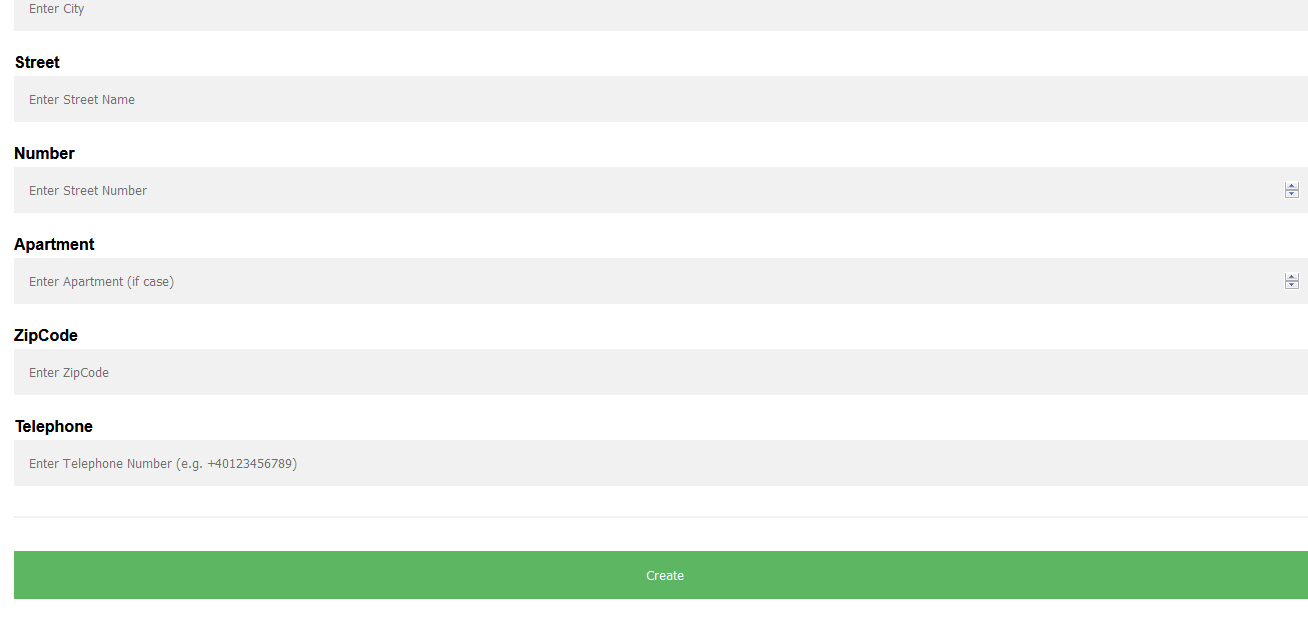 Enter City
Street
Enter Street Name
Number
Enter Street Number
Apartment
Enter Apartment (if case)
ZipCode
Enter ZipCode
Telephone
Enter Telephone Number (e.g. +40123456789)
Create